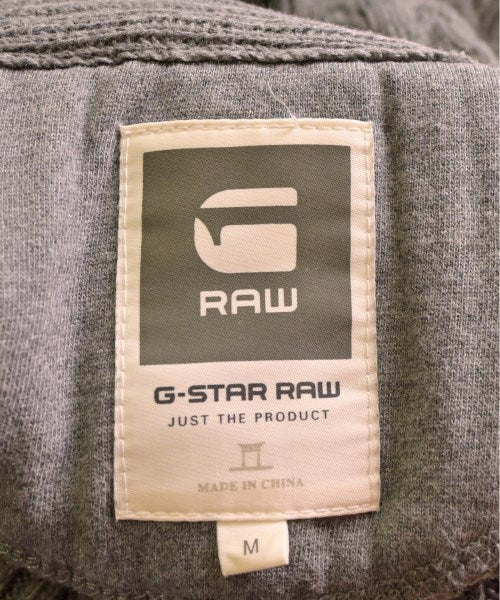 RAW
G-STAR RAW
JUST THE PRODUCT
MADE IN CHINA
M